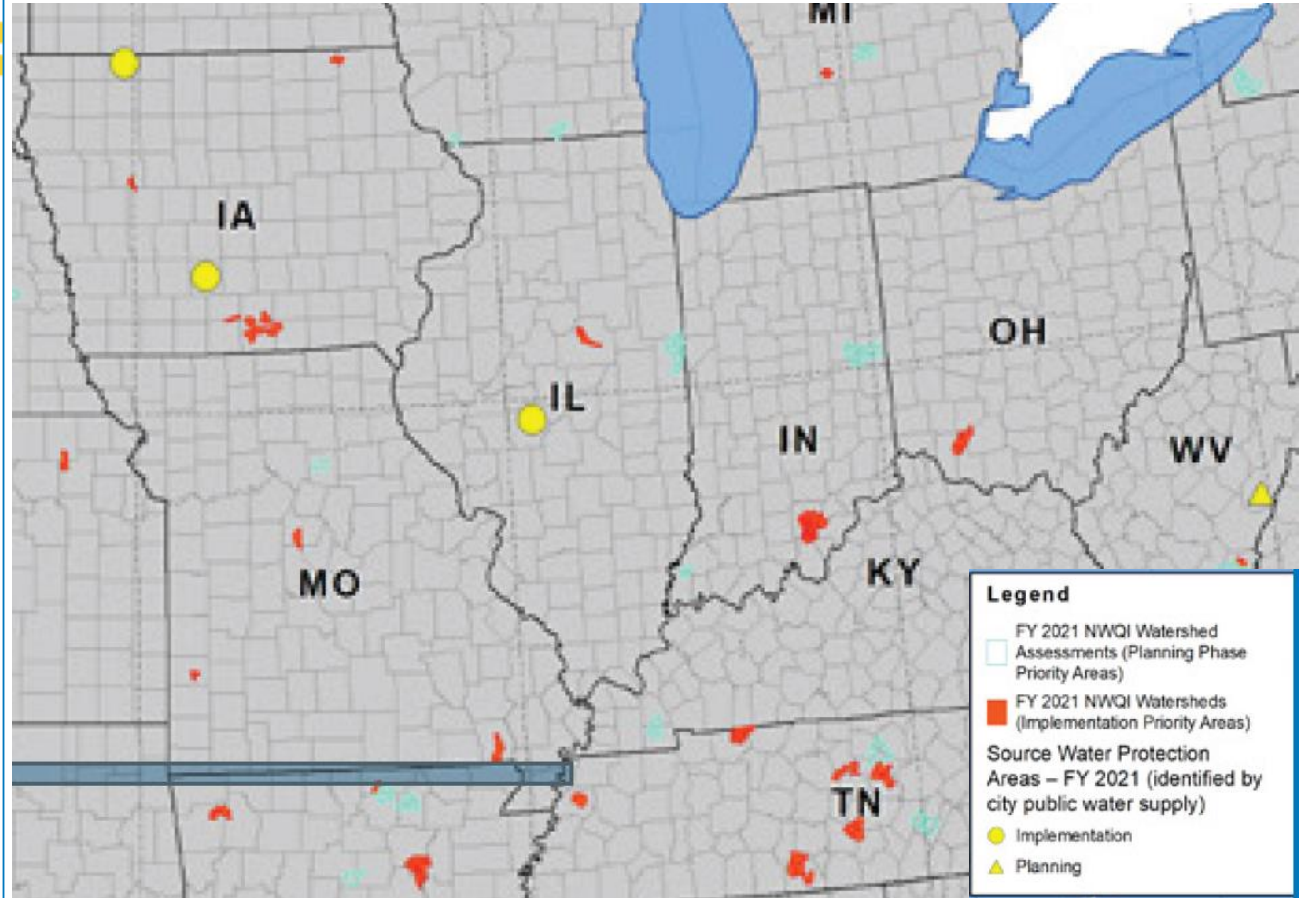 MI
IA
IL
OH
IN
WV
MO
KY
TN
Legend
FY 2021 NWQI Watershed
Assessments (Planning Phase
Priority Areas)
FY 2021 NWQI Watersheds
(Implementation Priority Areas)
Source Water Protection
Areas – FY 2021 (identified by
city public water supply)
Implementation
Planning